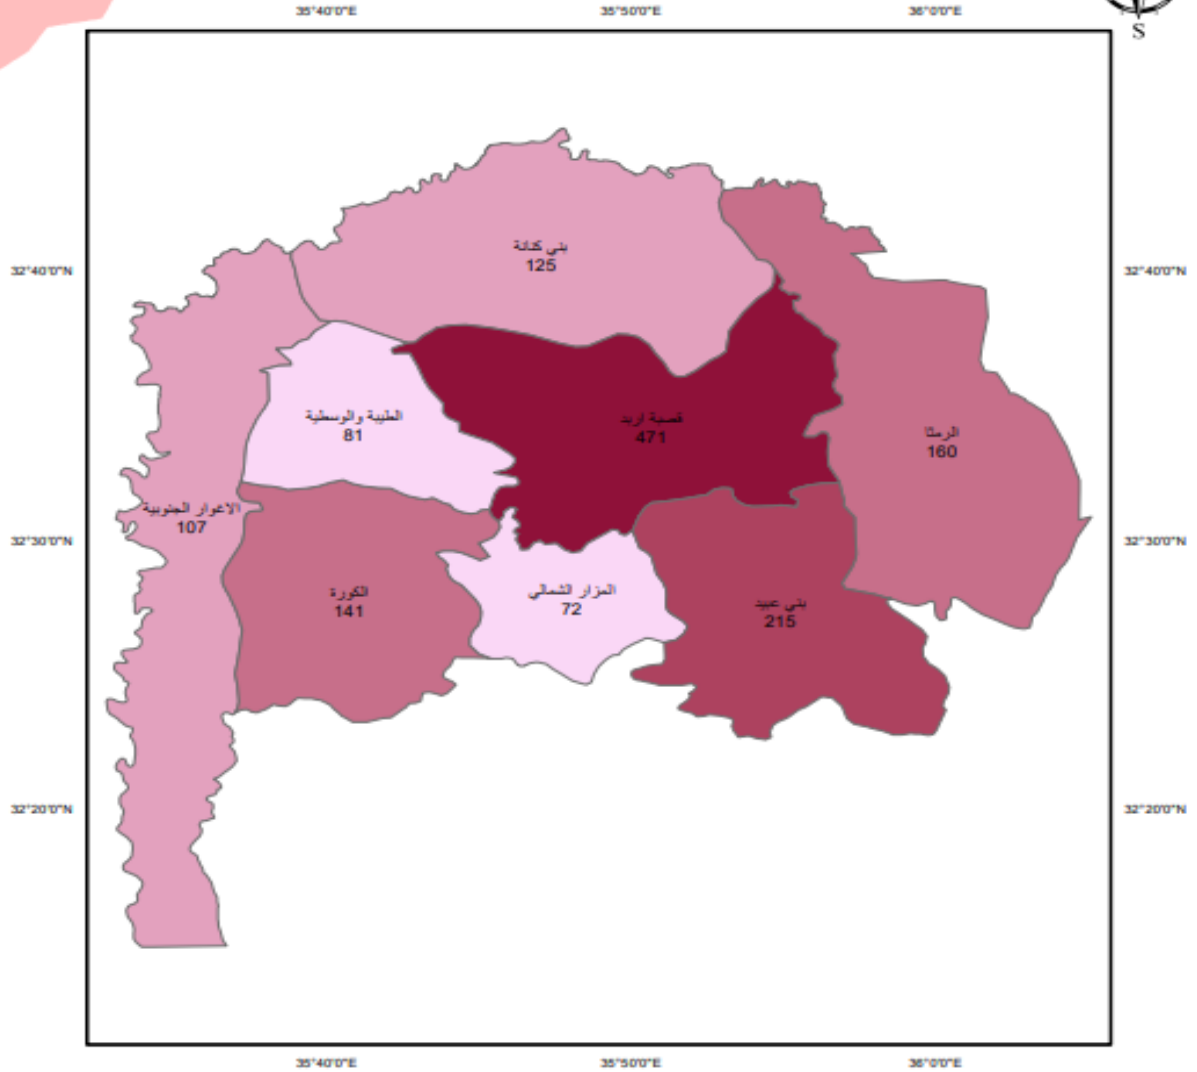 35°40'0"E
35°50'0"E
36°0'0"E
S
بني كنانة
125
32°40'0"N
32°40'0"N
الطيبة والوسطية
81
قصبة اربد
471
الرمثا
160
الاغوار الجنوبية
107
32°30'0"N
32°30'0"N
الكورة
141
المزار الشمالي
72
بني عبيد
215
32°20'0"N
32°20'0"N
35°40'0"E
35°50'0"E
36°0'0"E